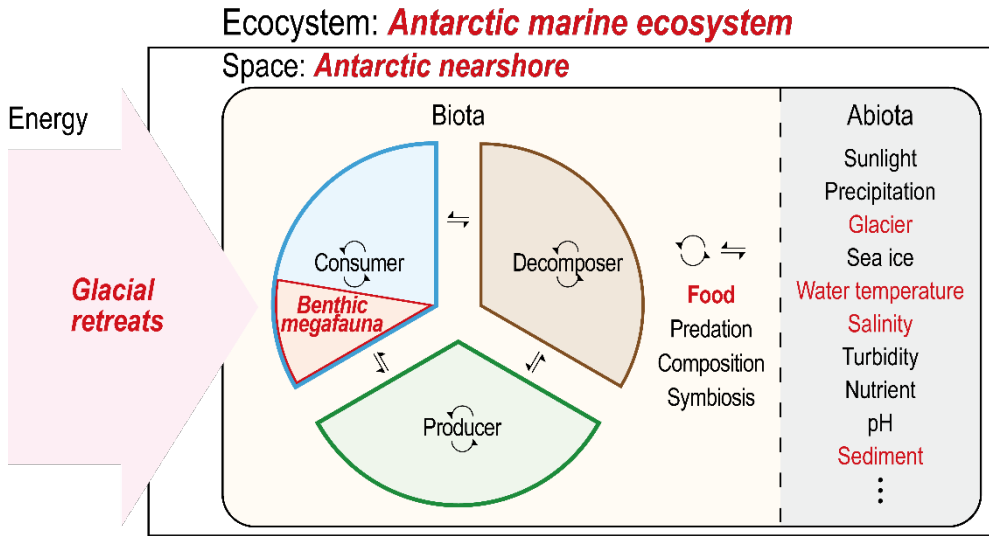 Ecocystem: Antarctic marine ecosystem
Space: Antarctic nearshore
Energy
Glacial
retreats
Biota
Consumer
Benthic
megafauna
Decomposer
Producer
Food
Predation
Composition
Symbiosis
Abiota
Sunlight
Precipitation
Glacier
Sea ice
Water temperature
Salinity
Turbidity
Nutrient
pH
Sediment
⋮